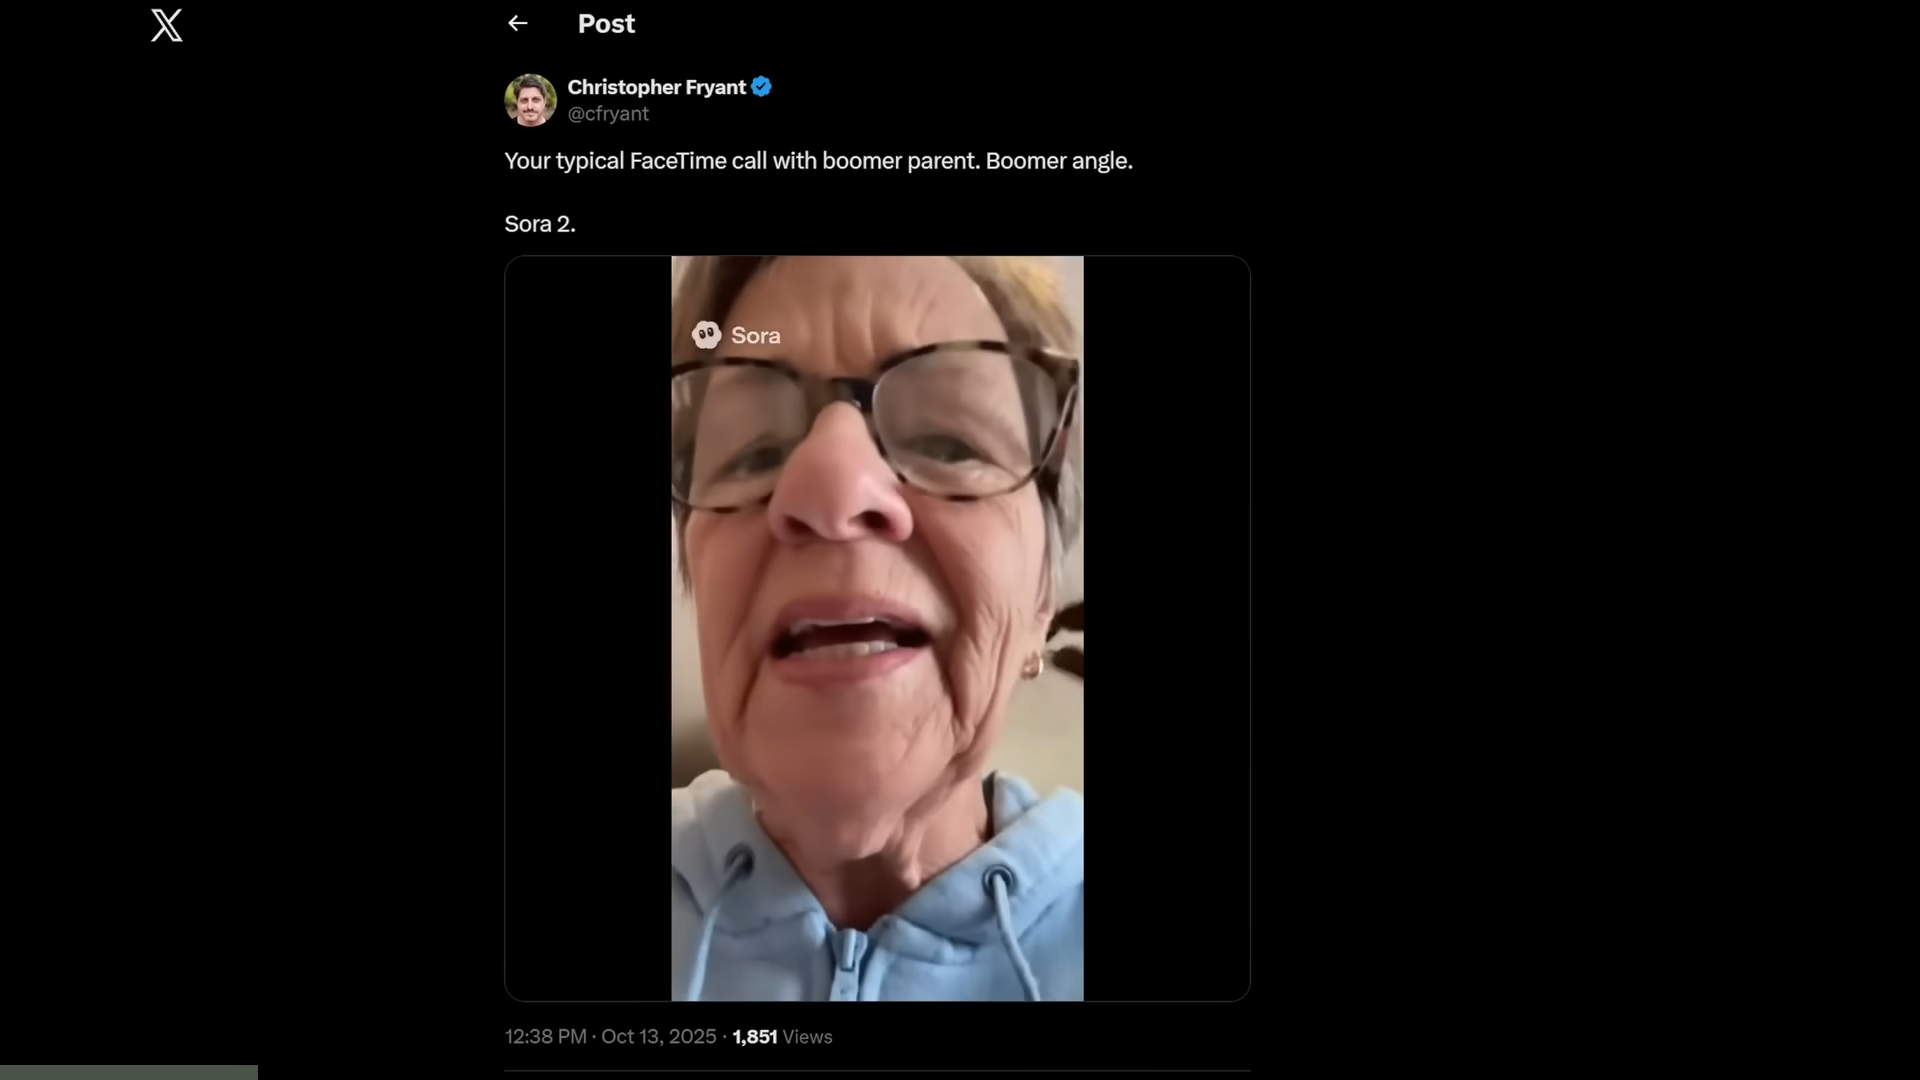 Post
Christopher Fryant
@cfryant
Your typical FaceTime call with boomer parent. Boomer angle.
Sora 2.
Sora
12:38 PM · Oct 13, 2025 · 1,851 Views